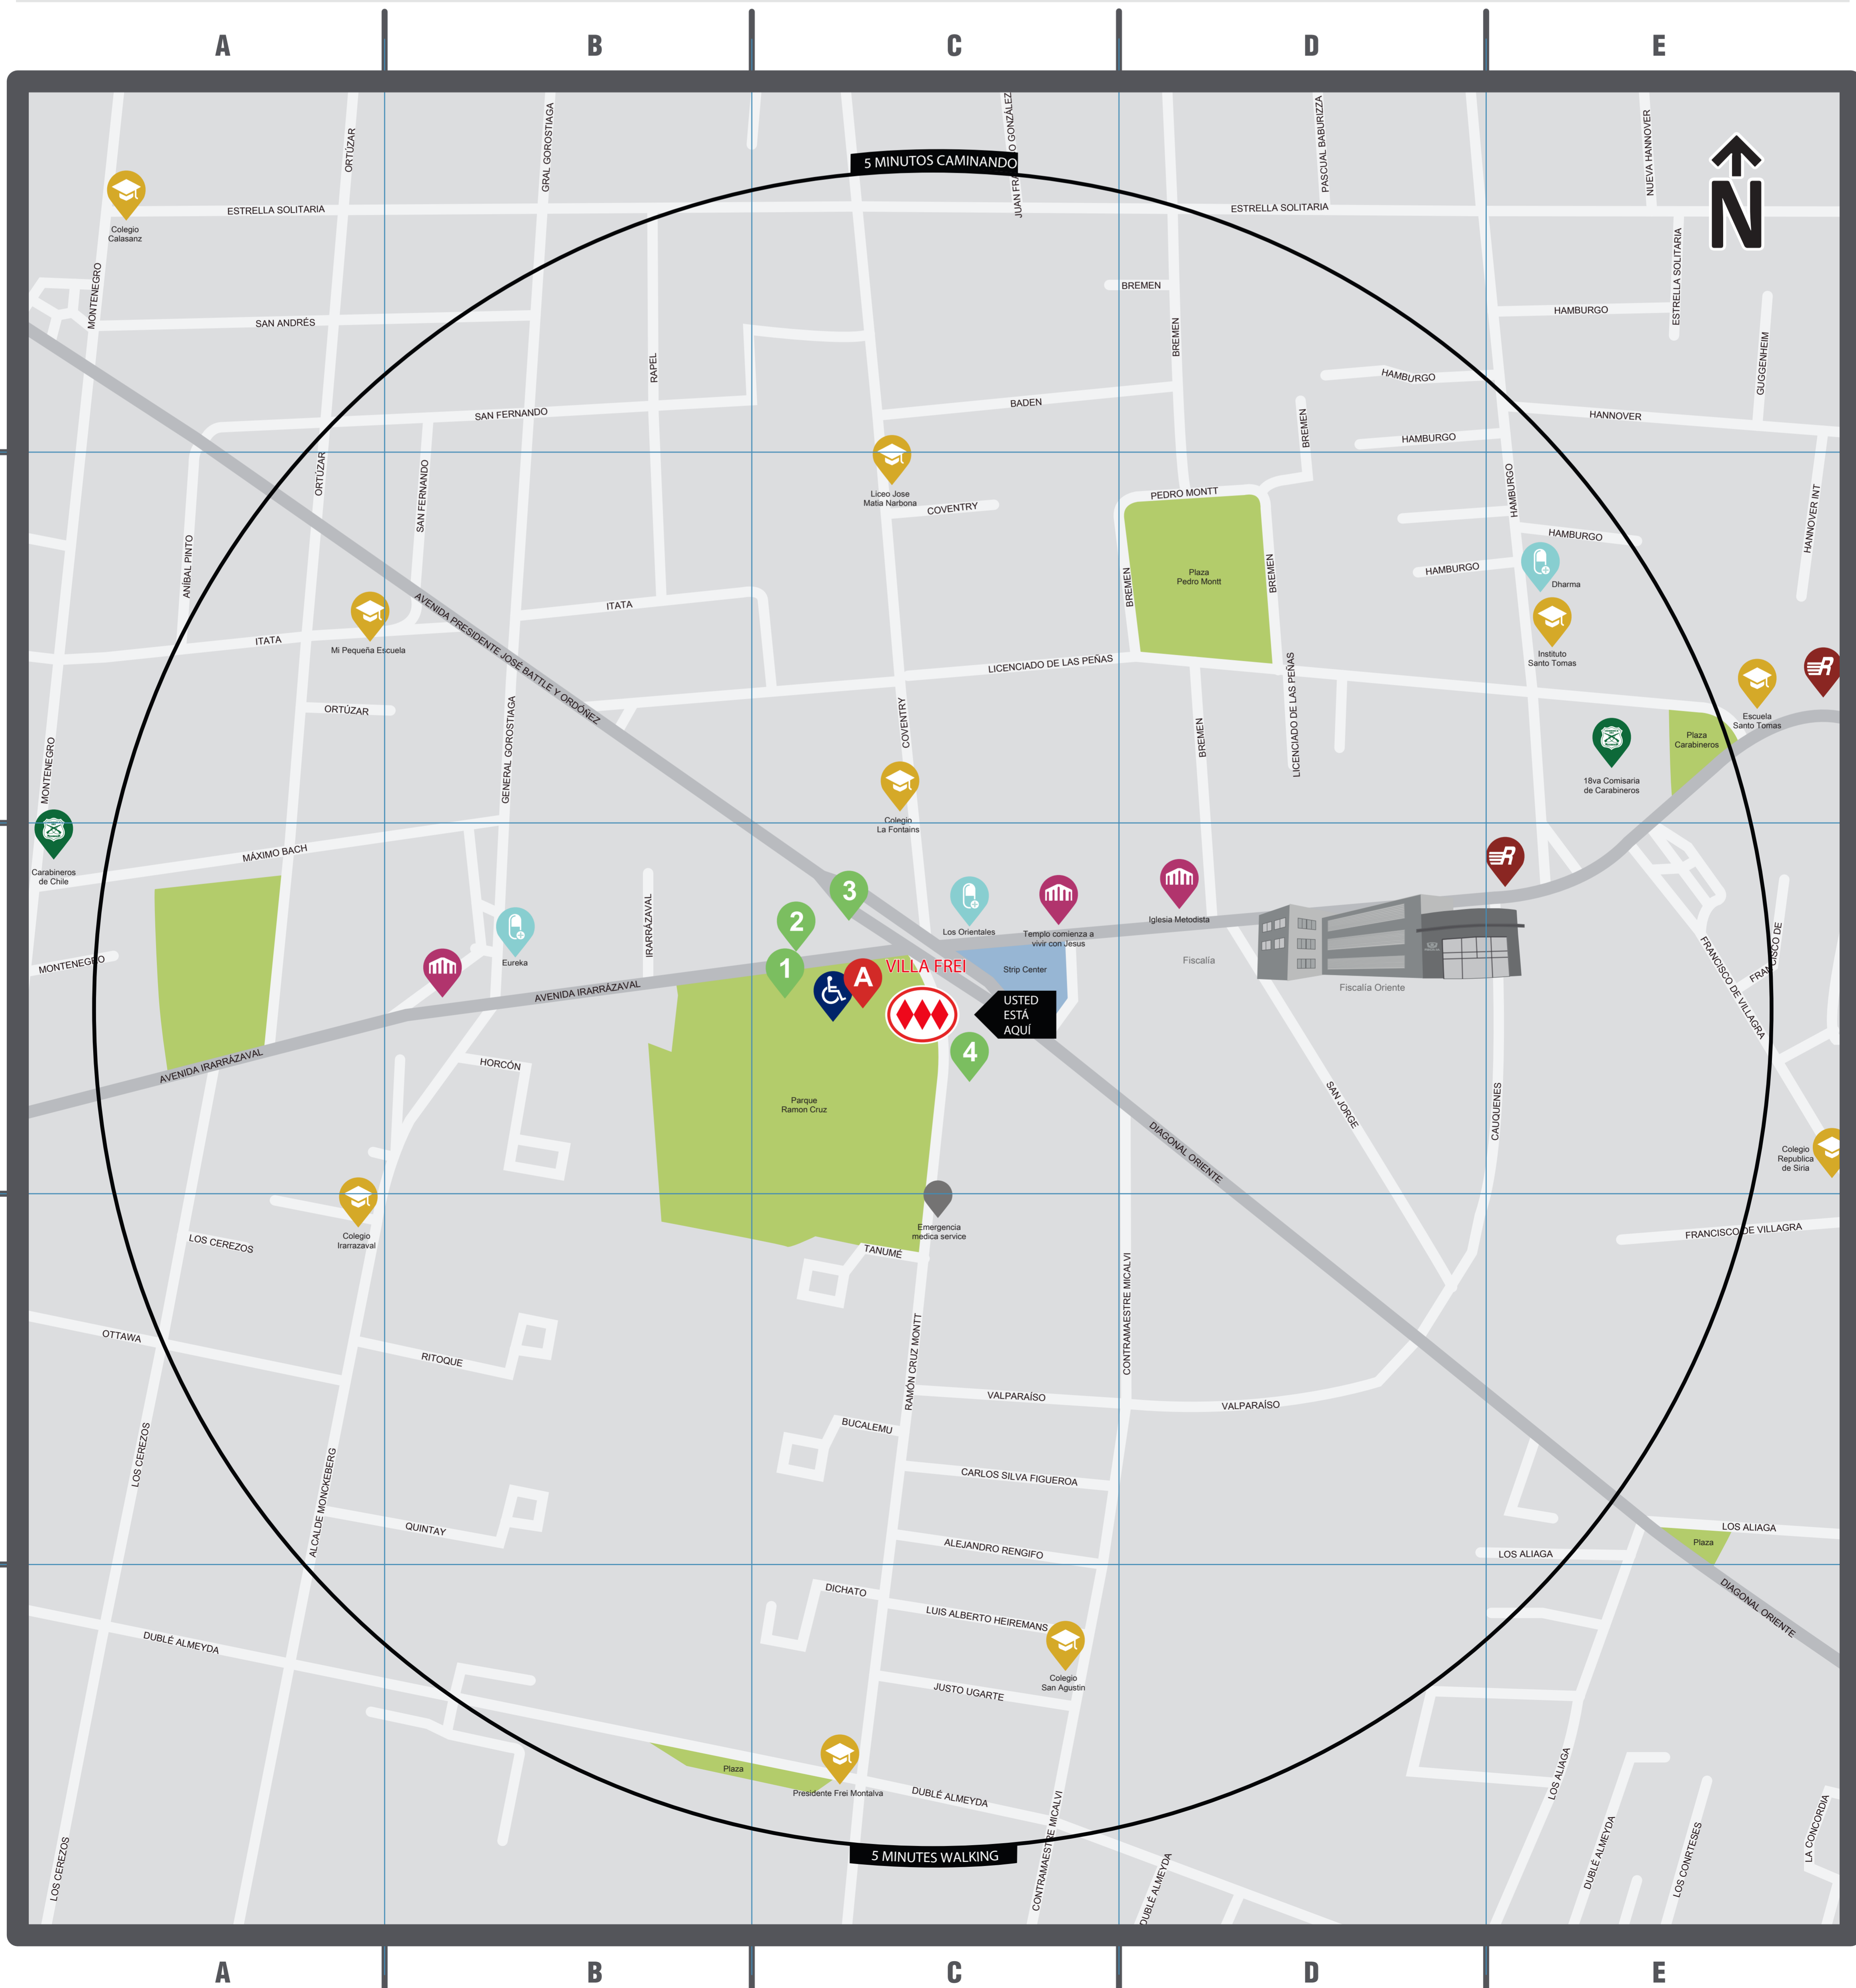 A
B
C
D
E
5 MINUTOS CAMINANDO
N
ORTÚZAR
GRAL GOROSTIAGA
GONZÁLEZ
JUAN FRA
PASCUAL BABURIZZA
NUEVA HANNOVER
Colegio
Calasanz
ESTRELLA SOLITARIA
ESTRELLA SOLITARIA
ESTRELLA SOLITARIA
MONTENEGRO
SAN ANDRÉS
BREMEN
BREMEN
HAMBURGO
RAPEL
HAMBURGO
GUGGENHEIM
SAN FERNANDO
BADEN
BREMEN
HAMBURGO
HANNOVER
ORTÚZAR
SAN FERNANDO
Liceo Jose
Matia Narbona
COVENTRY
PEDRO MONTT
HAMBURGO
HAMBURGO
HANNOVER INT
ANÍBAL PINTO
Plaza
Pedro Montt
BREMEN
BREMEN
HAMBURGO
Dharma
ITATA
ITATA
Mi Pequeña Escuela
AVENIDA PRESIDENTE JOSÉ BATTLE Y ORDÓÑEZ
LICENCIADO DE LAS PEÑAS
LICENCIADO DE LAS PEÑAS
Instituto
Santo Tomas
R
ORTÚZAR
GENERAL GOROSTIAGA
COVENTRY
BREMEN
Escuela
Santo Tomas
Plaza
Carabineros
18va Comisaria
de Carabineros
MONTENEGRO
Colegio
La Fontains
Carabineros
de Chile
MÁXIMO BACH
R
3
2
1
Los Orientales
Templo comienza a
vivir con Jesus
Iglesia Metodista
IRARRÁZAVAL
Eureka
MONTENEGRO
AVENIDA IRARRÁZAVAL
A
VILLA FREI
Strip Center
USTED
ESTÁ
AQUÍ
4
Fiscalía
Fiscalía Oriente
FRANCISCO DE
FRANCISCO DE VILLAGRA
AVENIDA IRARRÁZAVAL
HORCÓN
Parque
Ramon Cruz
DIAGONAL ORIENTE
SAN JORGE
CAUQUENES
Colegio
Republica
de Siria
Colegio
Irarrazaval
LOS CEREZOS
Emergencia
medica service
TANUMÉ
CONTRAMAESTRE MICALVI
FRANCISCO DE VILLAGRA
OTTAWA
RITOQUE
RAMÓN CRUZ MONTT
VALPARAÍSO
VALPARAÍSO
BUCALEMU
LOS CEREZOS
ALCALDE MONCKEBERG
CARLOS SILVA FIGUEROA
QUINTAY
ALEJANDRO RENGIFO
LOS ALIAGA
LOS ALIAGA
Plaza
DIAGONAL ORIENTE
DICHATO
LUIS ALBERTO HEIREMANS
DUBLÉ ALMEYDA
Colegio
San Agustin
JUSTO UGARTE
Plaza
Presidente Frei Montalva
DUBLÉ ALMEYDA
LOS ALIAGA
CONTRAMAESTRE MICALVI
5 MINUTES WALKING
LOS CEREZOS
DUBLÉ ALMEYDA
DUBLÉ ALMEYDA
LOS CONRTESES
LA CONCORDIA
A
B
C
D
E